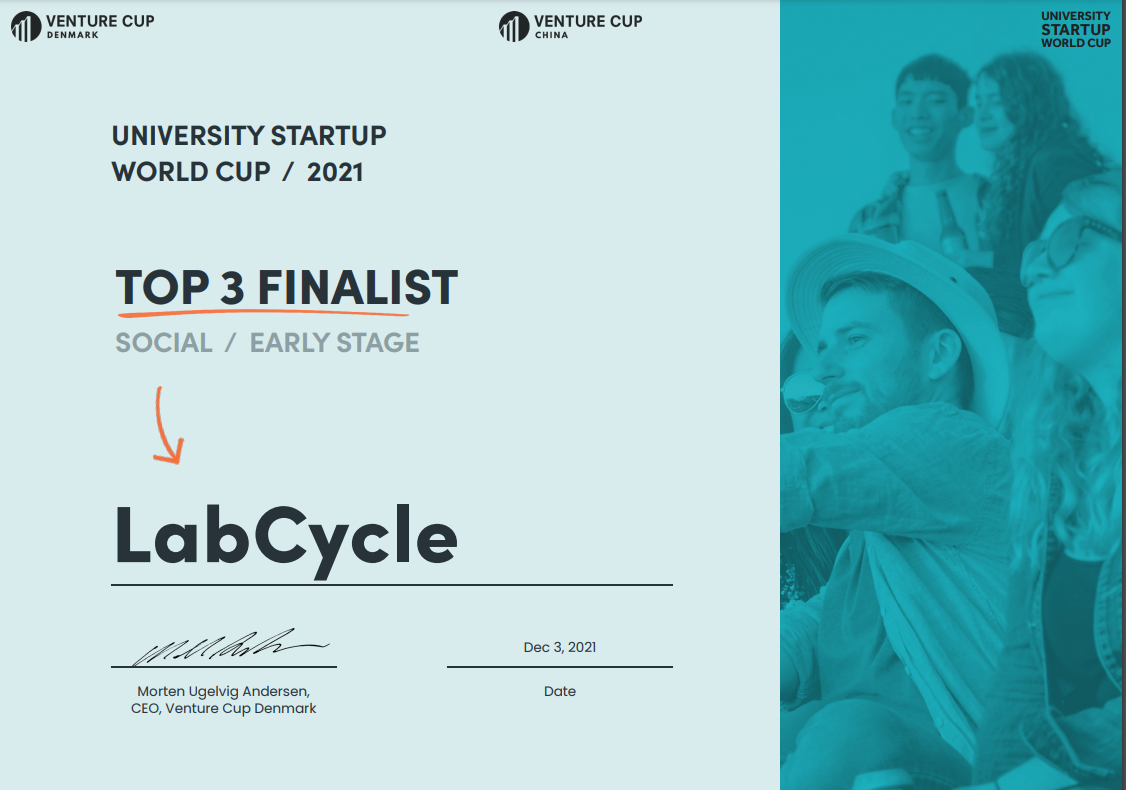 VENTURE CUP
DENMARK
VENTURE CUP
CHINA
UNIVERSITY
STARTUP
WORLD CUP
UNIVERSITY STARTUP
WORLD CUP / 2021
TOP 3 FINALIST
SOCIAL / EARLY STAGE
LabCycle
Dec 3, 2021
Morten Ugelvig Andersen,
CEO, Venture Cup Denmark
Date